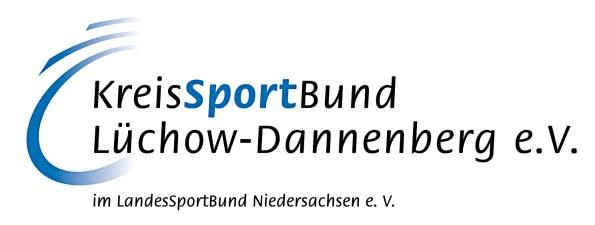 KreisSportBund
Lüchow-Dannenberg e.V.
im LandesSportBund Niedersachsen e. V.